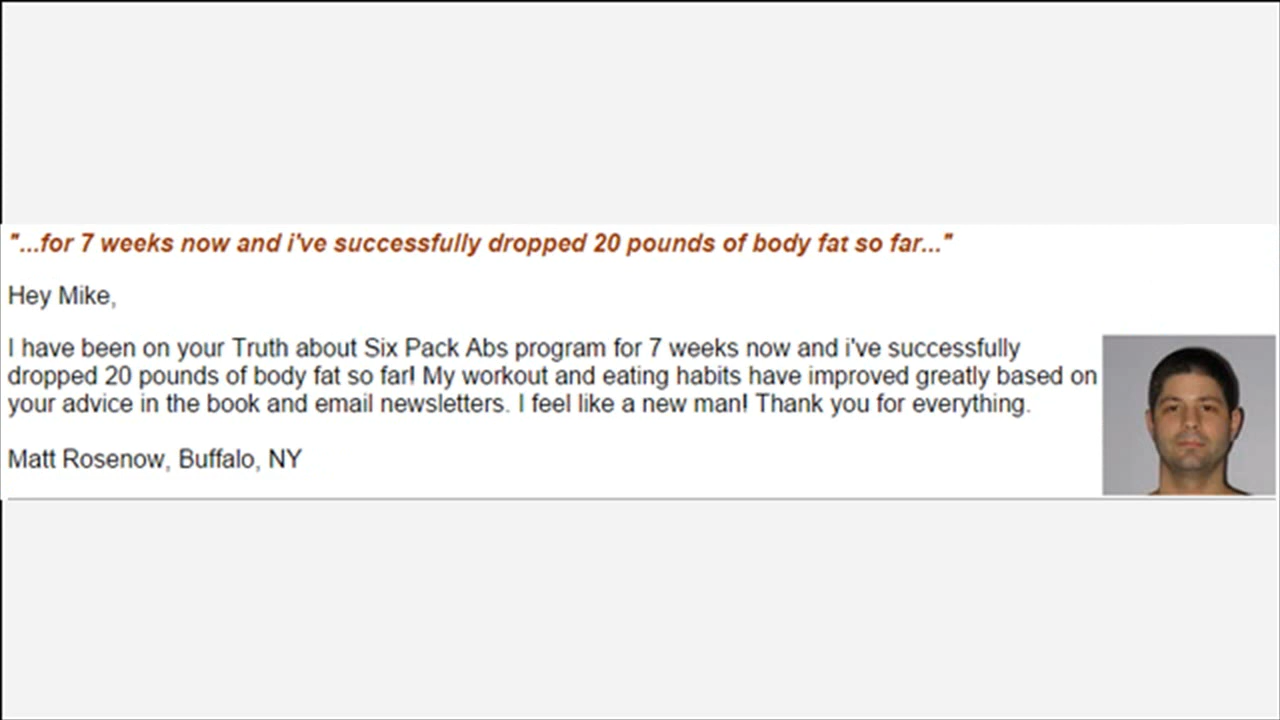 "...for 7 weeks now and i've successfully dropped 20 pounds of body fat so far..."
Hey Mike,
I have been on your Truth about Six Pack Abs program for 7 weeks now and i've successfully
dropped 20 pounds of body fat so far! My workout and eating habits have improved greatly based on
your advice in the book and email newsletters. I feel like a new man! Thank you for everything.
Matt Rosenow, Buffalo, NY